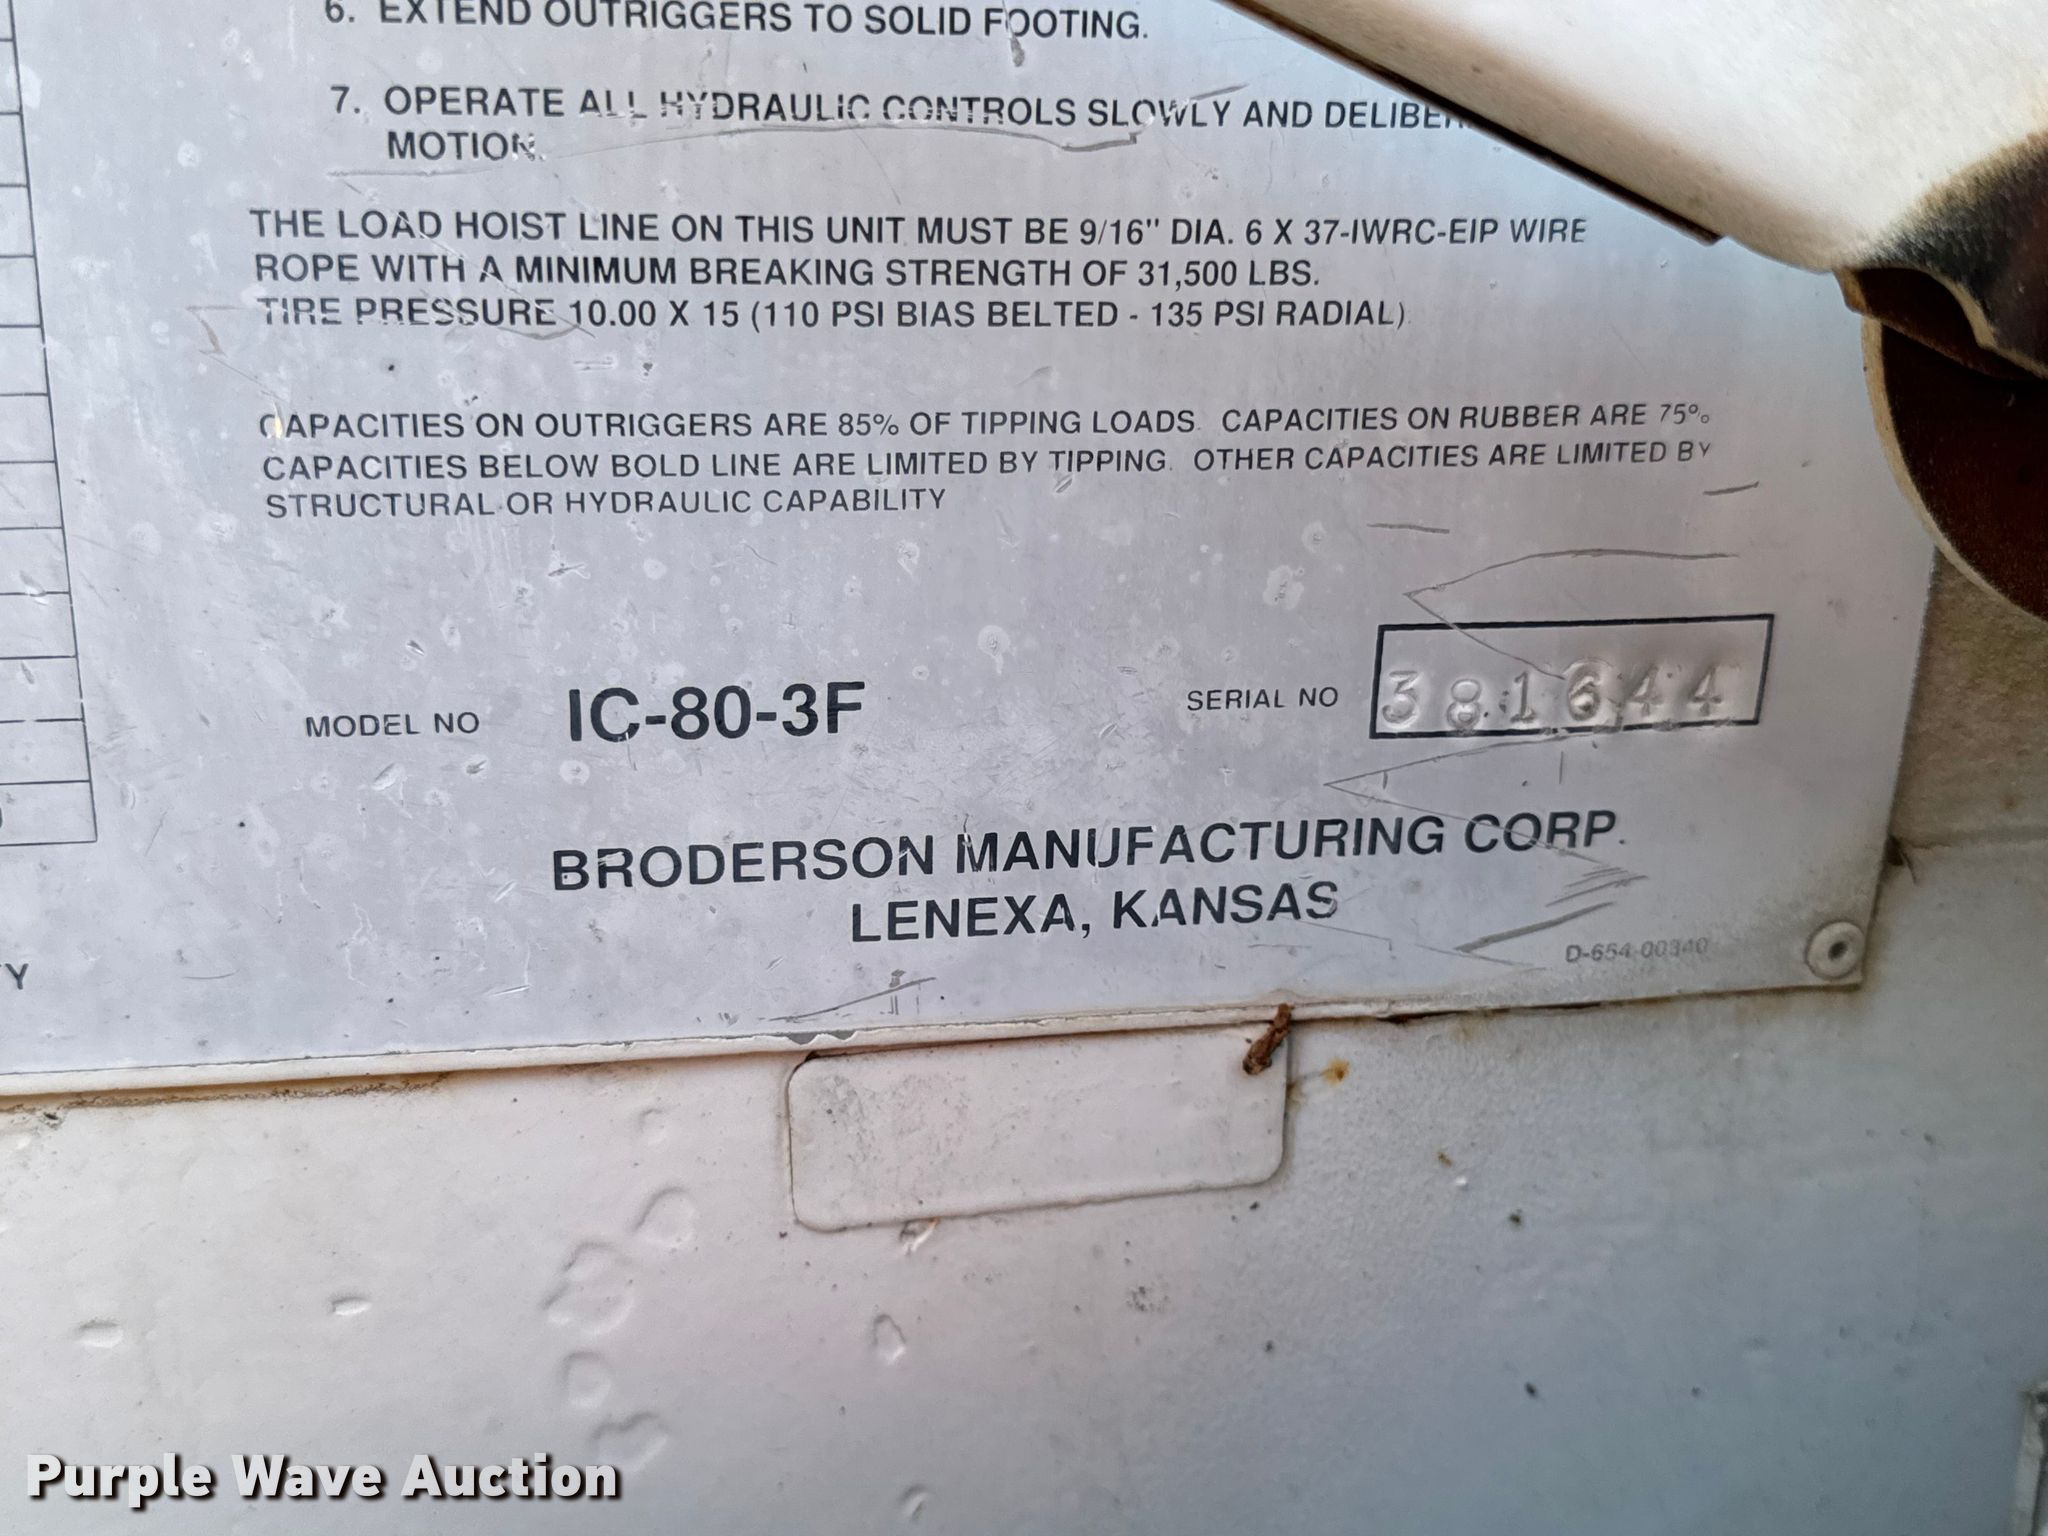 6. EXTEND OUTRIGGERS TO SOLID FOOTING.
7. OPERATE ALL HYDRAULIC CONTROLS SLOWLY AND
MOTION.
THE LOAD HOIST LINE ON THIS UNIT MUST BE 9/16" DIA. 6 X 37-IWRC-EIP WIRE
ROPE WITH A MINIMUM BREAKING STRENGTH OF 31,500 LBS.
TIRE PRESSURE 10.00 X 15 (110 PSI BIAS BELTED - 135 PSI RADIAL)
CAPACITIES ON OUTRIGGERS ARE 85% OF TIPPING LOADS. CAPACITIES ON RUBBER ARE 75%
CAPACITIES BELOW BOLD LINE ARE LIMITED BY TIPPING. OTHER CAPACITIES ARE LIMITED BY
STRUCTURAL OR HYDRAULIC CAPABILITY
MODEL NO IC-80-3F SERIAL NO 381644
BRODERSON MANUFACTURING CORP.
LENEXA, KANSAS
D-654-00340
Purple Wave Auction